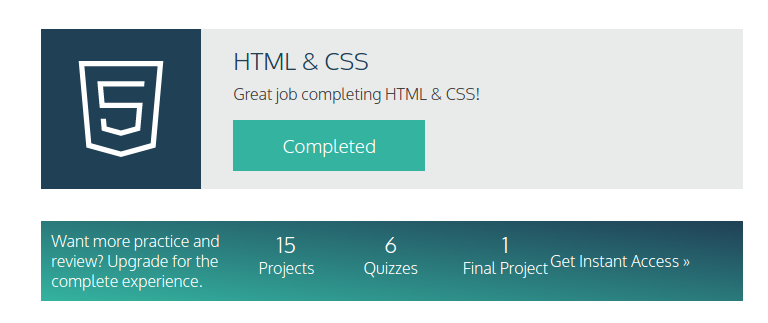 HTML & CSS
Great job completing HTML & CSS!
Completed
Want more practice and
review? Upgrade for the
complete experience.
15
Projects
6
Quizzes
1
Final Project
Get Instant Access »